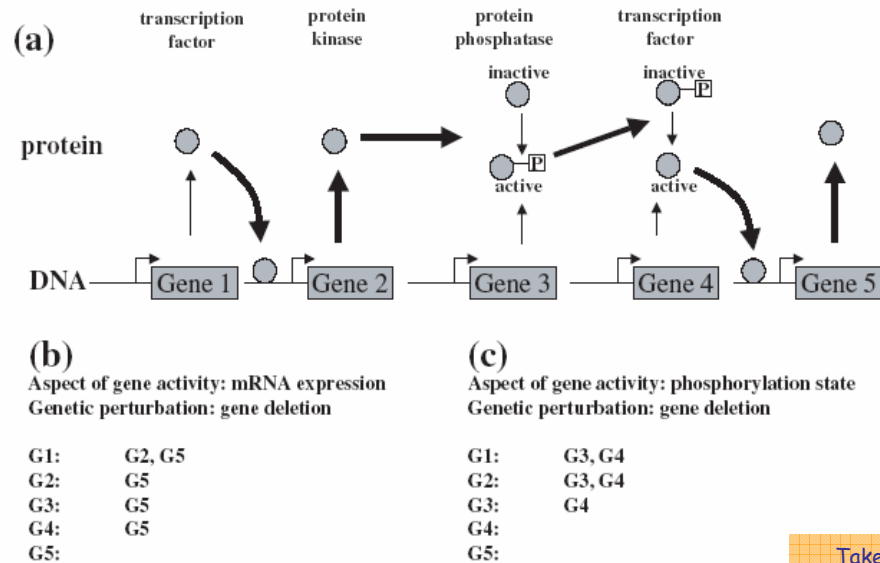 (a)
transcription factor
protein kinase
protein phosphatase
transcription factor
inactive
inactive
P
protein
P
active
active
DNA
Gene 1
Gene 2
Gene 3
Gene 4
Gene 5
(b)
Aspect of gene activity: mRNA expression
Genetic perturbation: gene deletion
G1: G2, G5
G2: G5
G3: G5
G4: G5
G5:
(c)
Aspect of gene activity: phosphorylation state
Genetic perturbation: gene deletion
G1: G3, G4
G2: G3, G4
G3: G4
G4:
G5:
Take